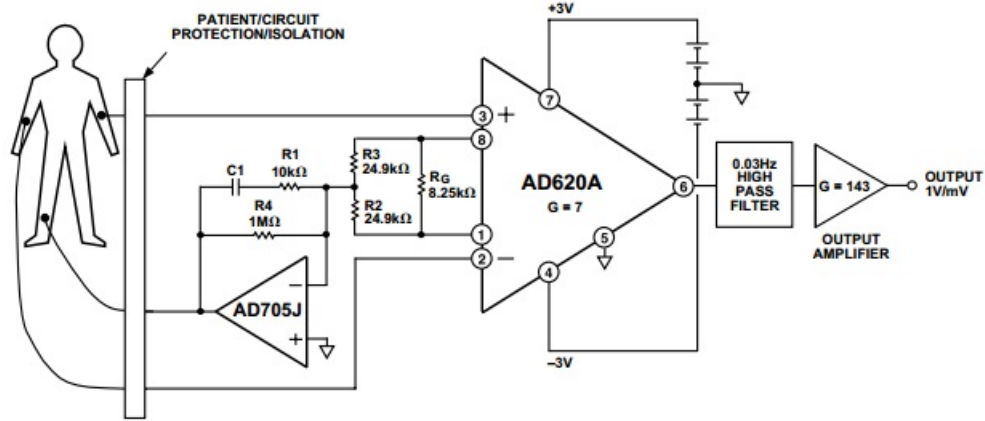 PATIENT/CIRCUIT
PROTECTION/ISOLATION
+3V
3
+
8
7
C1
R1
10kΩ
R3
24.9kΩ
RG
8.25kΩ
AD620A
G = 7
6
0.03Hz
HIGH
PASS
FILTER
G = 143
OUTPUT
1V/mV
R4
1MΩ
R2
24.9kΩ
1
2
–
5
4
OUTPUT
AMPLIFIER
–
AD705J
+
–3V